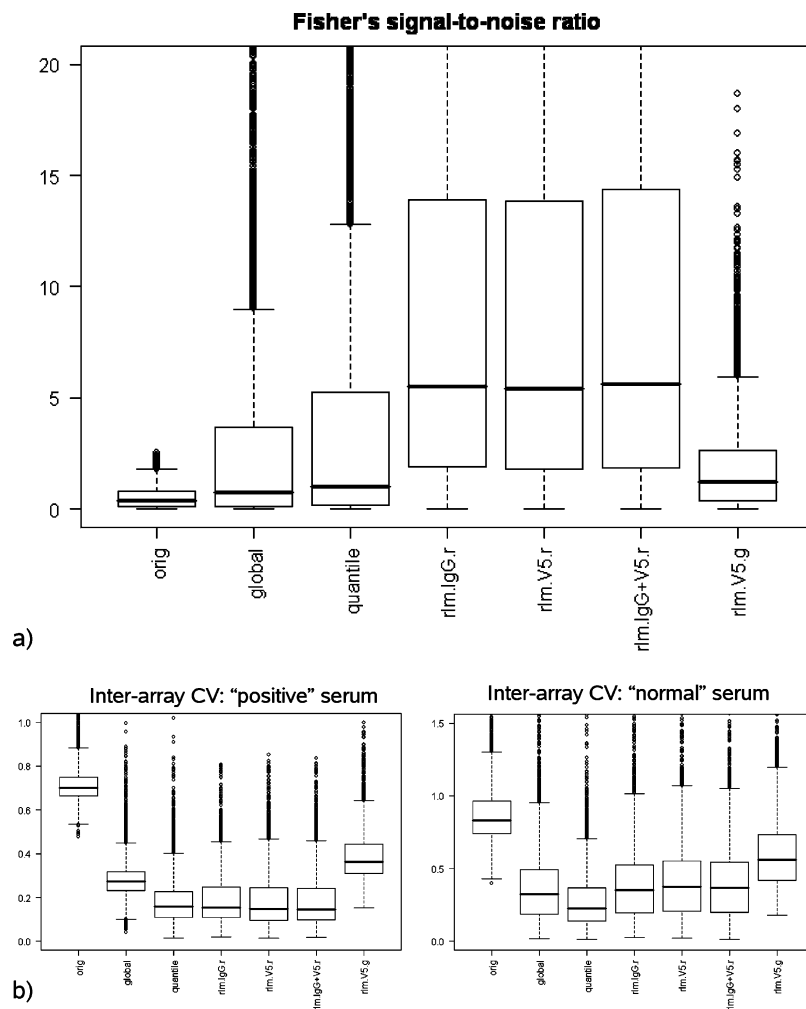 Fisher's signal-to-noise ratio
20
15
10
5
0
orig
global
quantile
rlm.IgG.r
rlm.V5.r
rlm.IgG+V5.r
rlm.V5.g
a)
Inter-array CV: “positive” serum
1.0
0.8
0.6
0.4
0.2
0.0
orig
global
quantile
rlm.IgG.r
rlm.V5.r
rlm.IgG+V5.r
rlm.V5.g
Inter-array CV: “normal” serum
1.5
1.0
0.5
0.0
orig
global
quantile
rlm.IgG.r
rlm.V5.r
rlm.IgG+V5.r
rlm.V5.g
b)